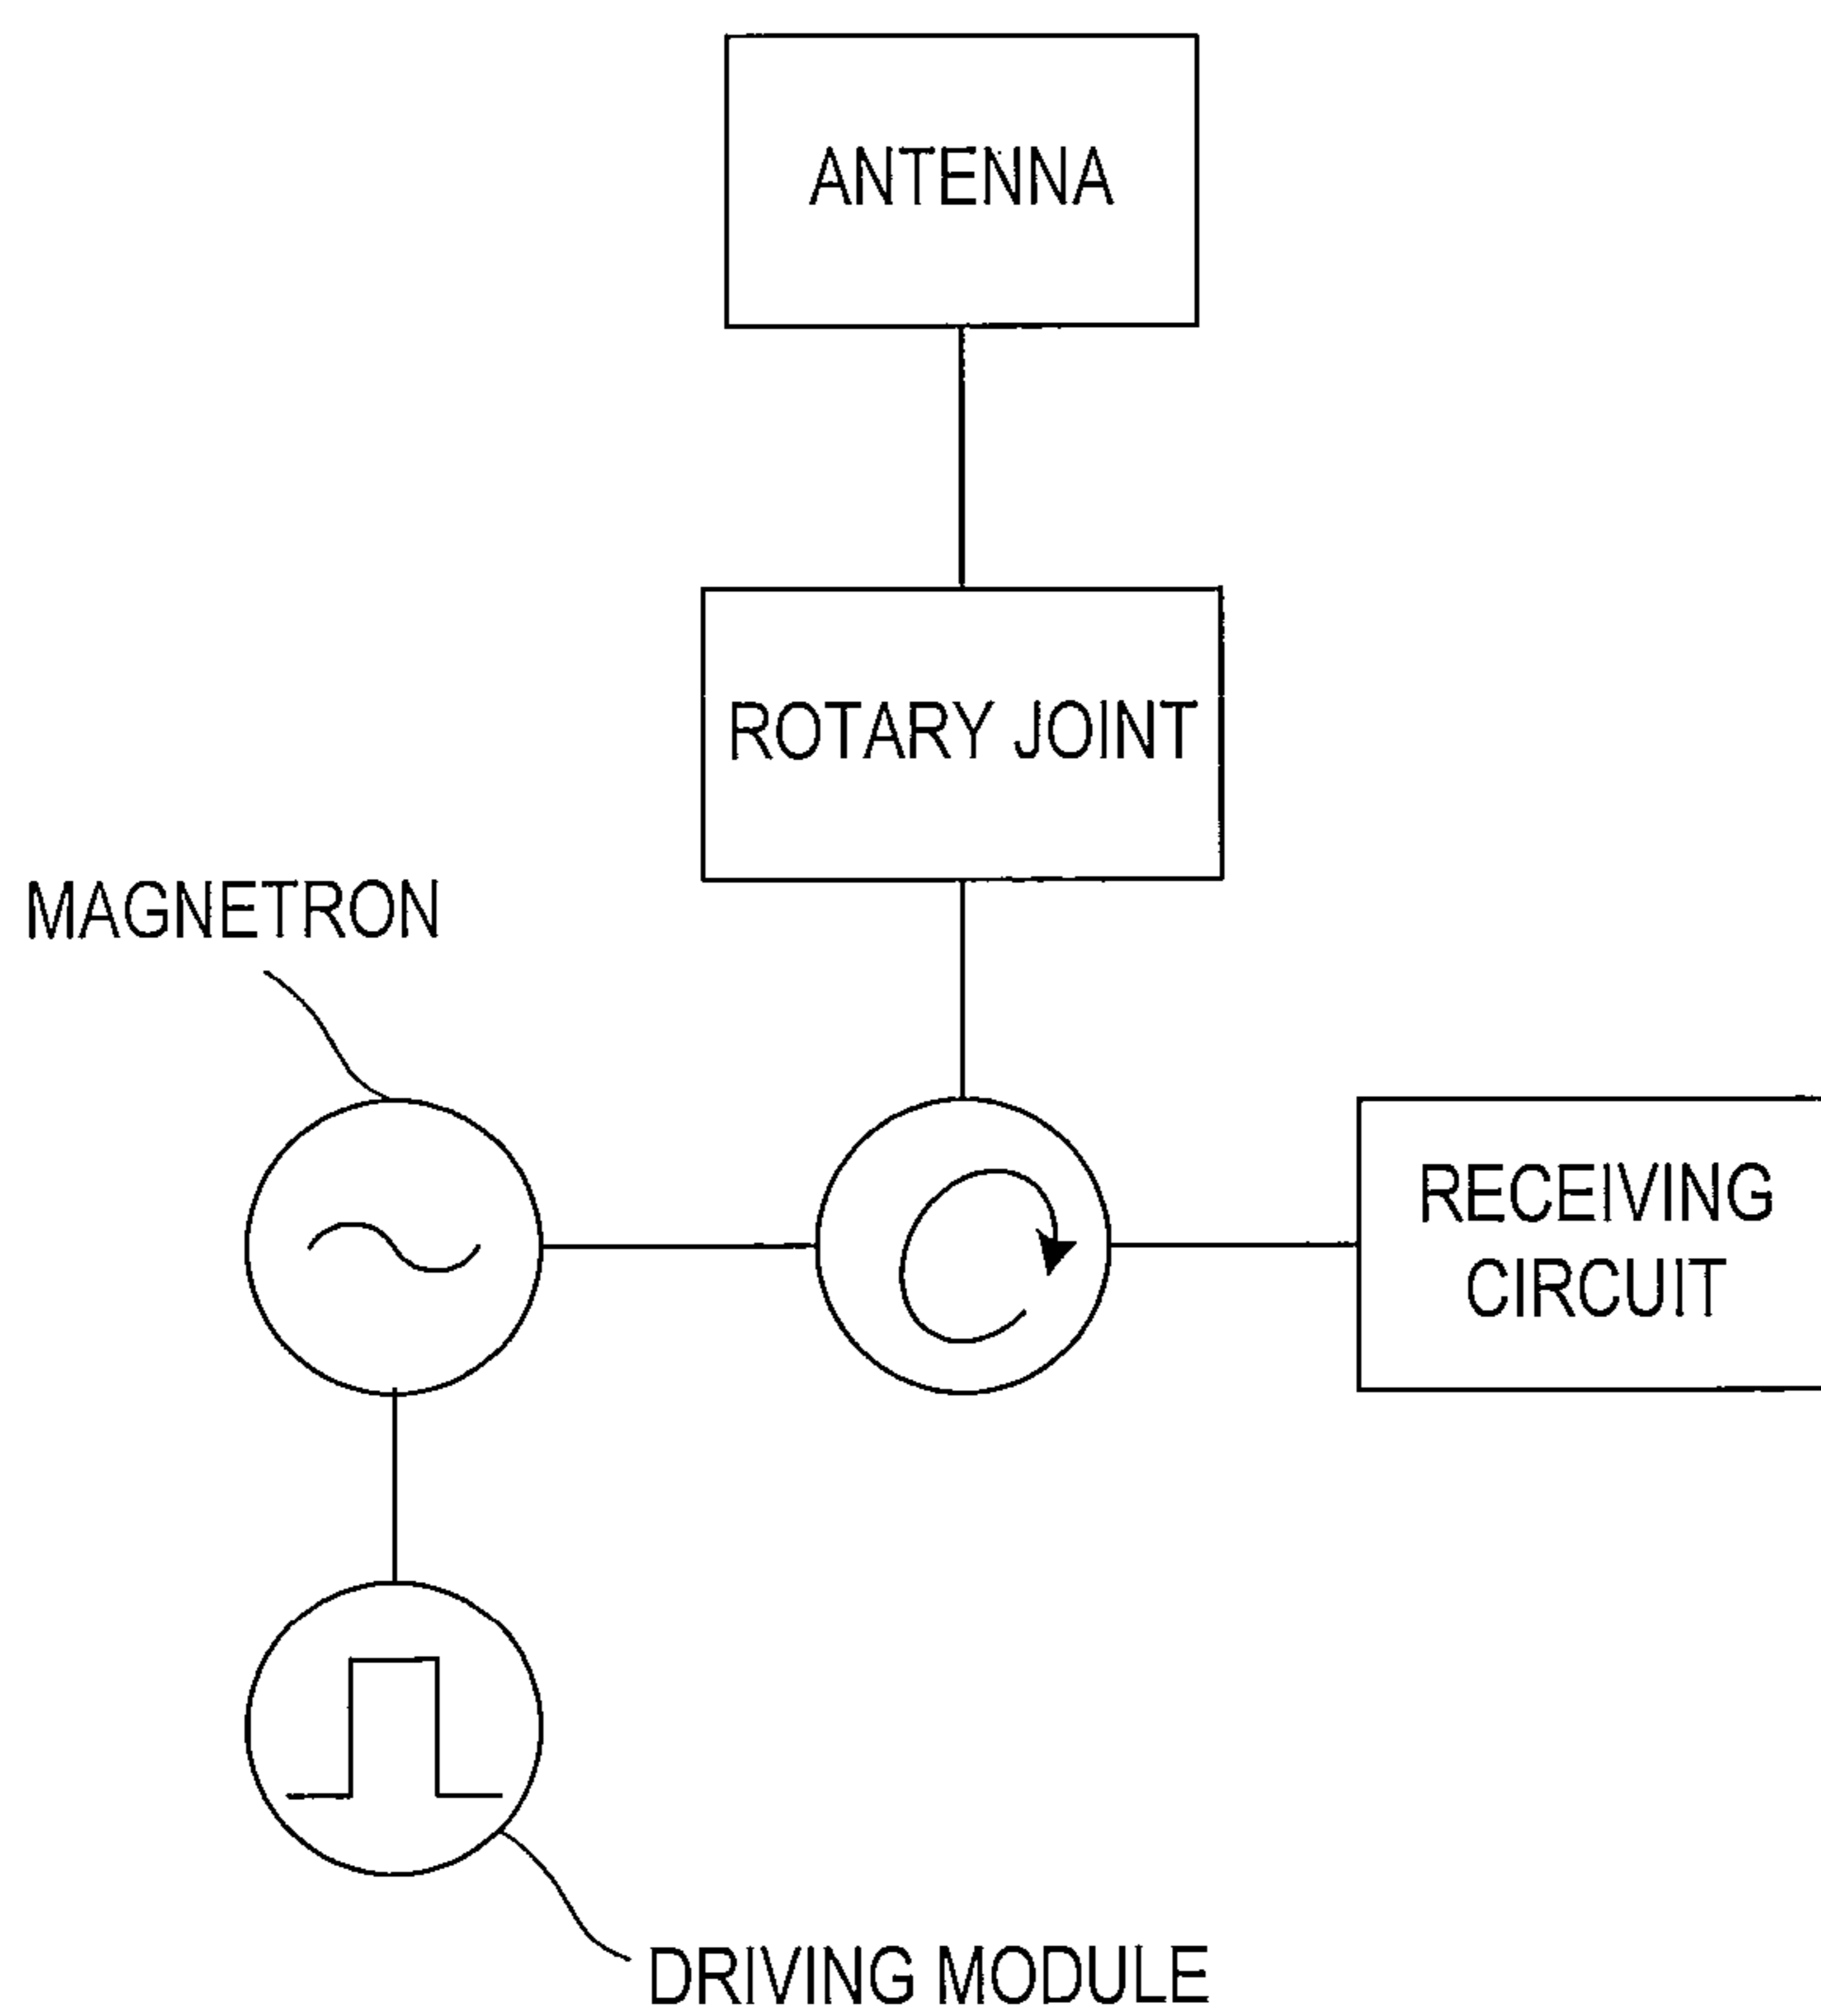 ANTENNA
ROTARY JOINT
MAGNETRON
RECEIVING
CIRCUIT
DRIVING MODULE